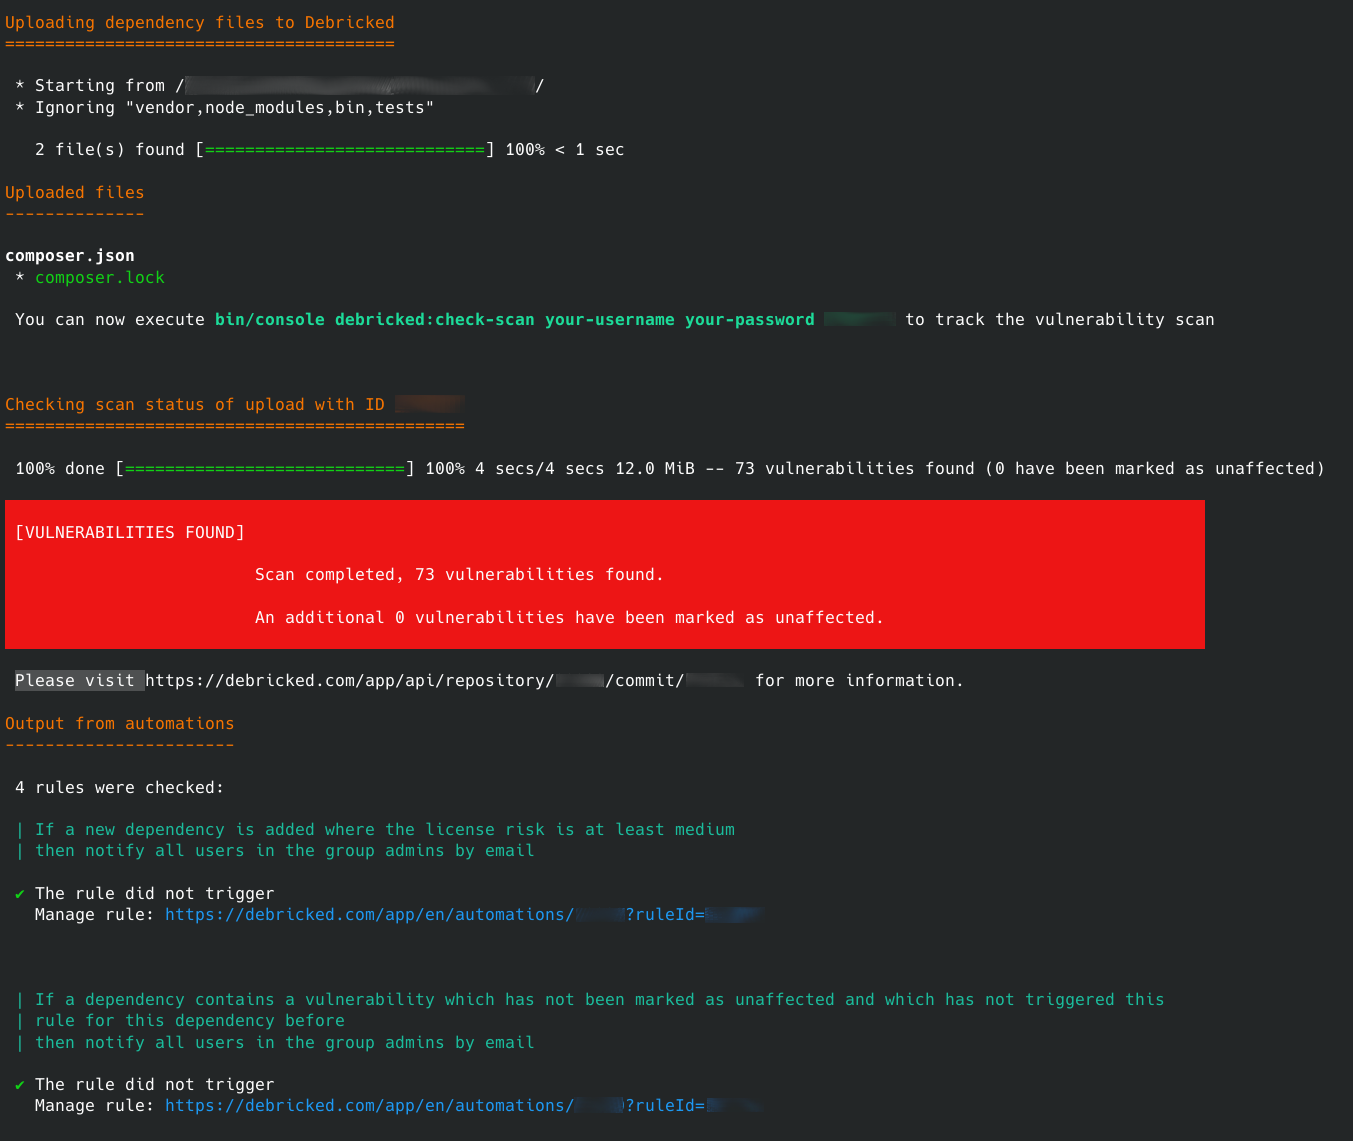 Uploading dependency files to Debricked
=======================================
* Starting from / /
* Ignoring "vendor,node_modules,bin,tests"
2 file(s) found [============================] 100% < 1 sec
Uploaded files
--------------
composer.json
* composer.lock
You can now execute bin/console debricked:check-scan your-username your-password to track the vulnerability scan
Checking scan status of upload with ID
==============================================
100% done [============================] 100% 4 secs/4 secs 12.0 MiB -- 73 vulnerabilities found (0 have been marked as unaffected)
[VULNERABILITIES FOUND]
Scan completed, 73 vulnerabilities found.
An additional 0 vulnerabilities have been marked as unaffected.
Please visit https://debricked.com/app/api/repository/ /commit/ for more information.
Output from automations
-----------------------
4 rules were checked:
| If a new dependency is added where the license risk is at least medium
| then notify all users in the group admins by email
✔ The rule did not trigger
Manage rule: https://debricked.com/app/en/automations/ ?ruleId=
| If a dependency contains a vulnerability which has not been marked as unaffected and which has not triggered this
| rule for this dependency before
| then notify all users in the group admins by email
✔ The rule did not trigger
Manage rule: https://debricked.com/app/en/automations/ ?ruleId=